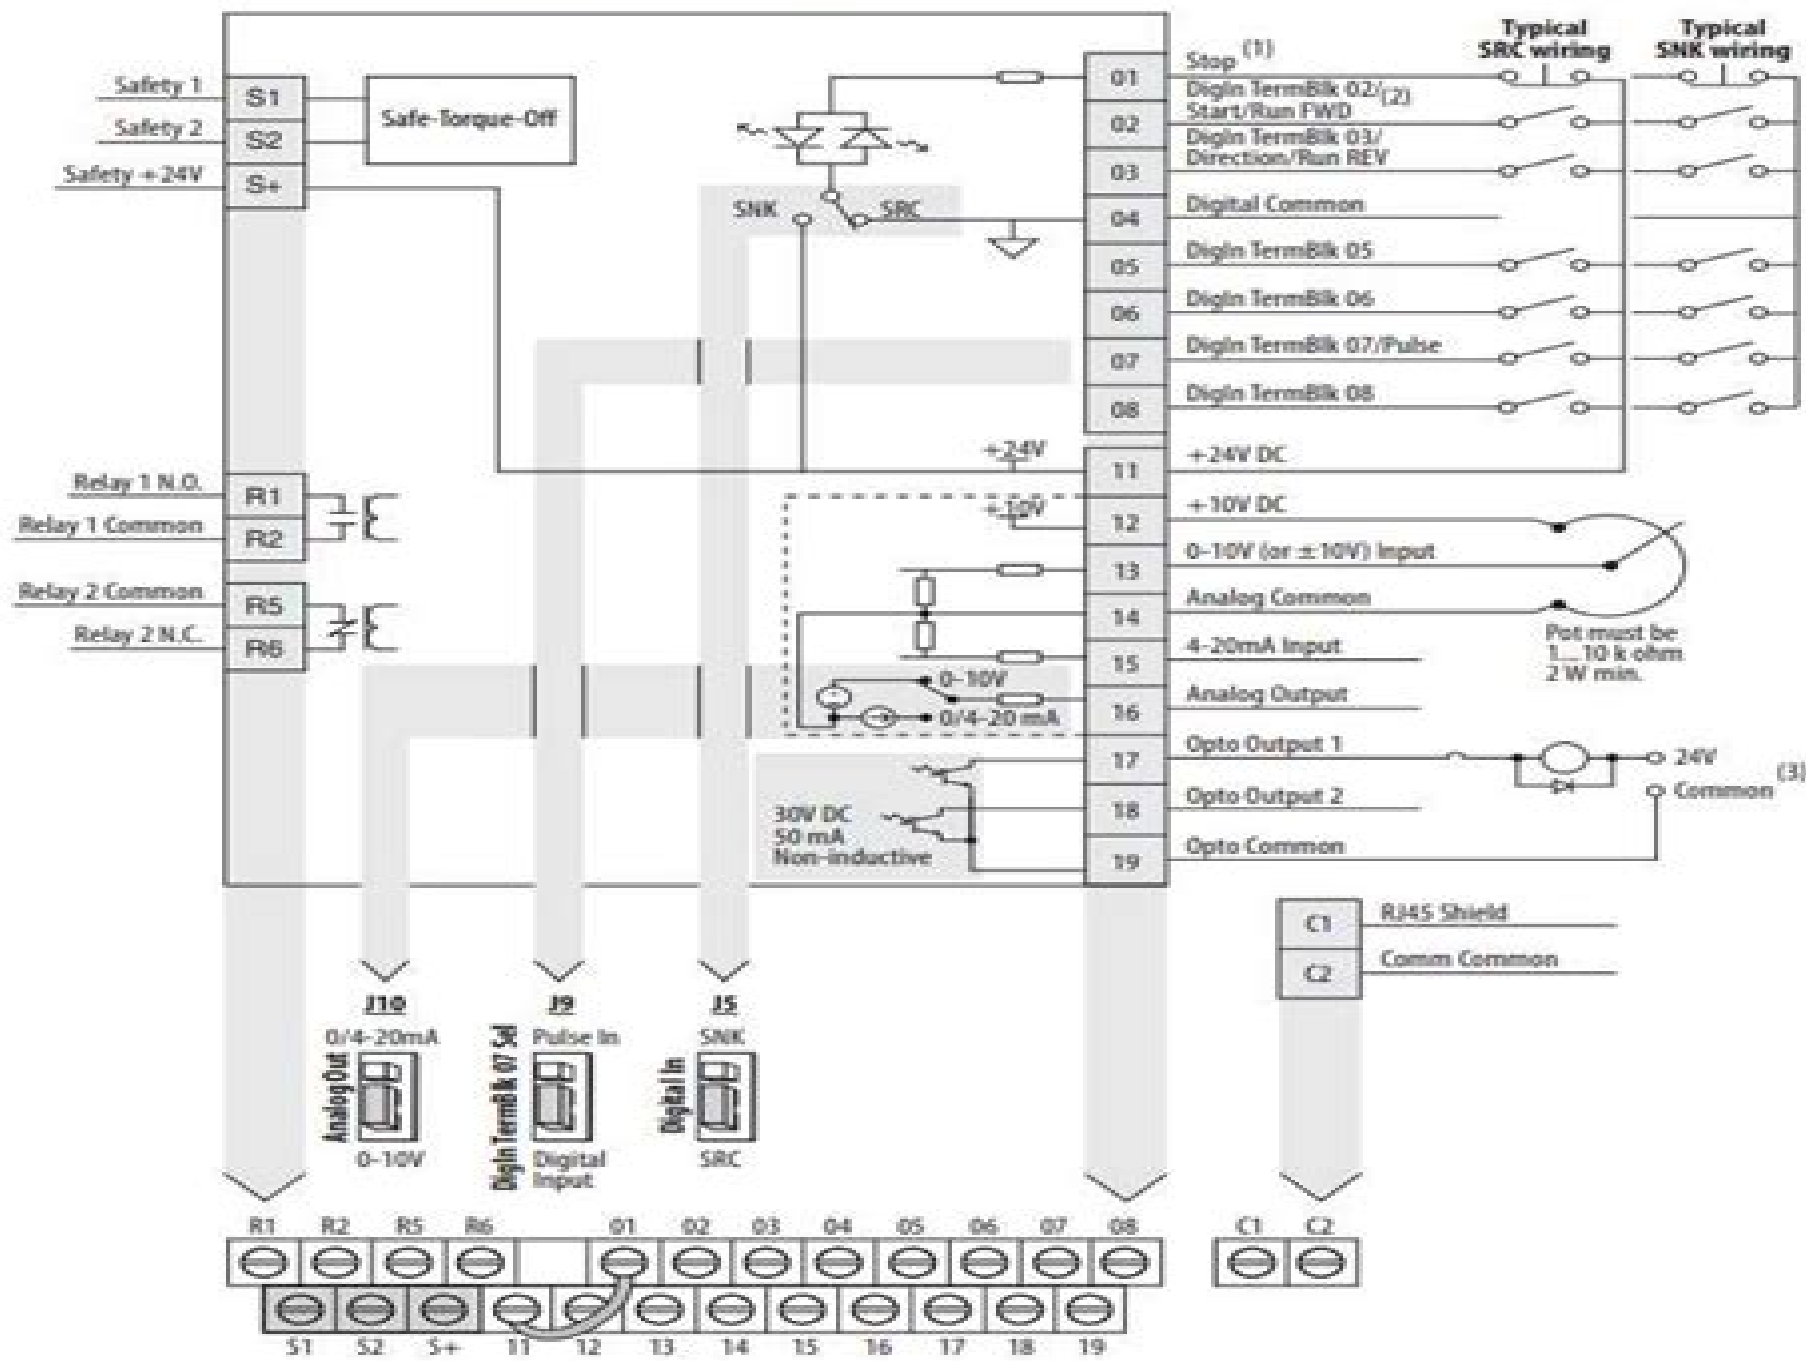 Typical
SRC wiring
Typical
SNK wiring
Safety 1
S1
Safety 2
S2
Safety +24V
S+
Safe-Torque-Off
SNK
SRC
01
Stop (1)
02
DigIn TermBlk 02/(2)
Start/Run FWD
03
DigIn TermBlk 03/
Direction/Run REV
04
Digital Common
05
DigIn TermBlk 05
06
DigIn TermBlk 06
07
DigIn TermBlk 07/Pulse
08
DigIn TermBlk 08
+24V
11
+24V DC
+10V
12
+10V DC
13
0-10V (or ±10V) Input
14
Analog Common
15
4-20mA Input
16
Analog Output
Pot must be
1...10 k ohm
2 W min.
Relay 1 N.O.
R1
Relay 1 Common
R2
Relay 2 Common
R5
Relay 2 N.C.
R6
0-10V
0/4-20 mA
17
Opto Output 1
24V
Common (3)
18
Opto Output 2
19
Opto Common
30V DC
50 mA
Non-inductive
C1
RJ45 Shield
C2
Comm Common
J10
0/4-20mA
Analog Out
0-10V
J9
Pulse In
DigIn TermBlk 07 Sel
Digital
Input
J5
SNK
Digital In
SRC
R1 R2 R5 R6 01 02 03 04 05 06 07 08
C1 C2
S1 S2 S+ 11 12 13 14 15 16 17 18 19